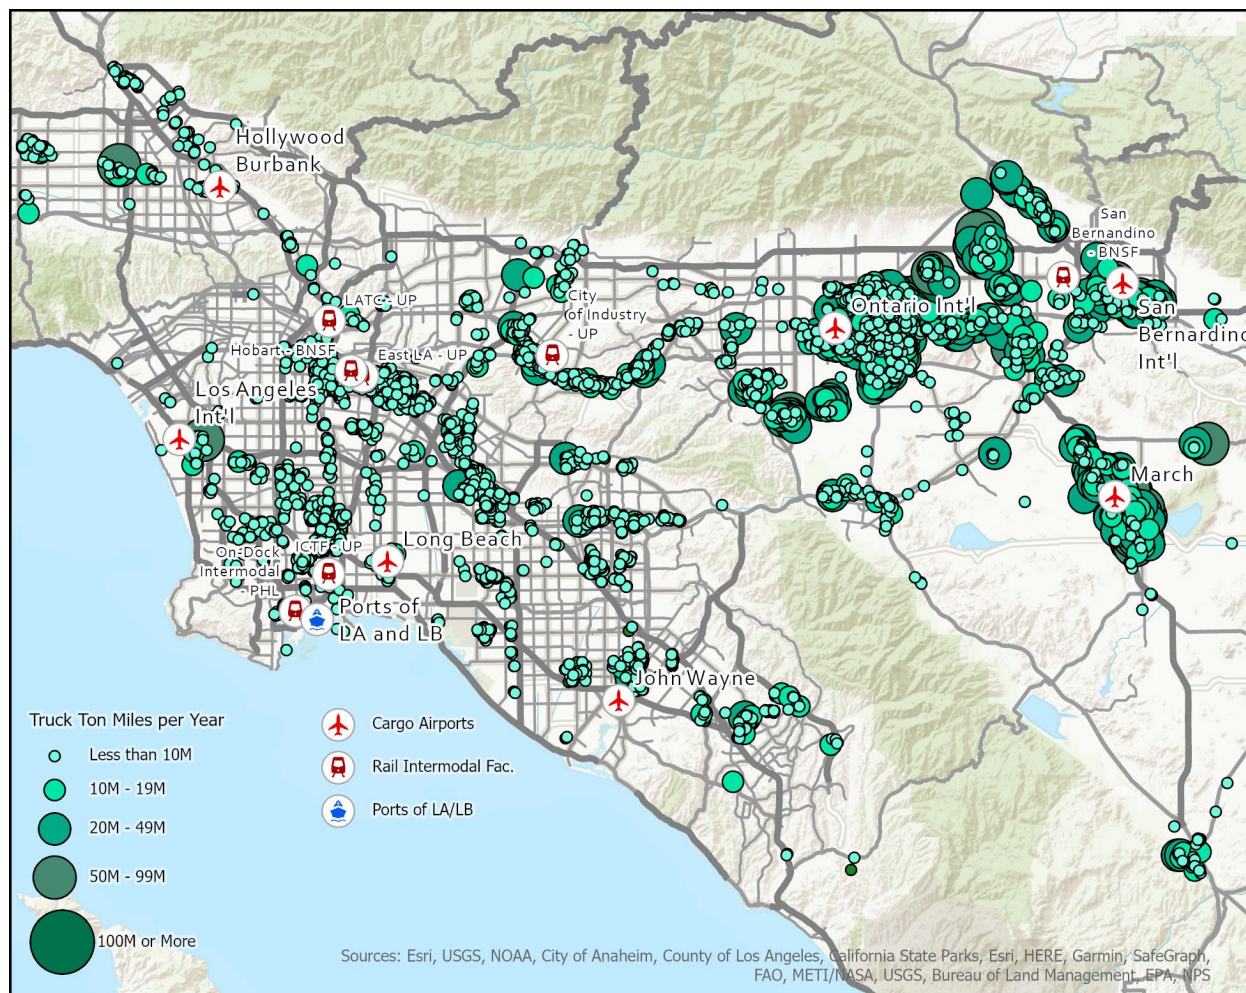 Hollywood
Burbank
San
Bernandino
- BNSF
LATC - UP
City
of Industry
- UP
Ontario Int'l
San
Bernardino
Int'l
Hobart - BNSF
East LA - UP
Los Angeles
Int'l
March
ICTF - UP
Long Beach
On-Dock
Intermodal
- PHL
Ports of
LA and LB
John Wayne
Truck Ton Miles per Year
Less than 10M
10M - 19M
20M - 49M
50M - 99M
100M or More
Cargo Airports
Rail Intermodal Fac.
Ports of LA/LB
Sources: Esri, USGS, NOAA, City of Anaheim, County of Los Angeles, California State Parks, Esri, HERE, Garmin, SafeGraph,
FAO, METI/NASA, USGS, Bureau of Land Management, EPA, NPS